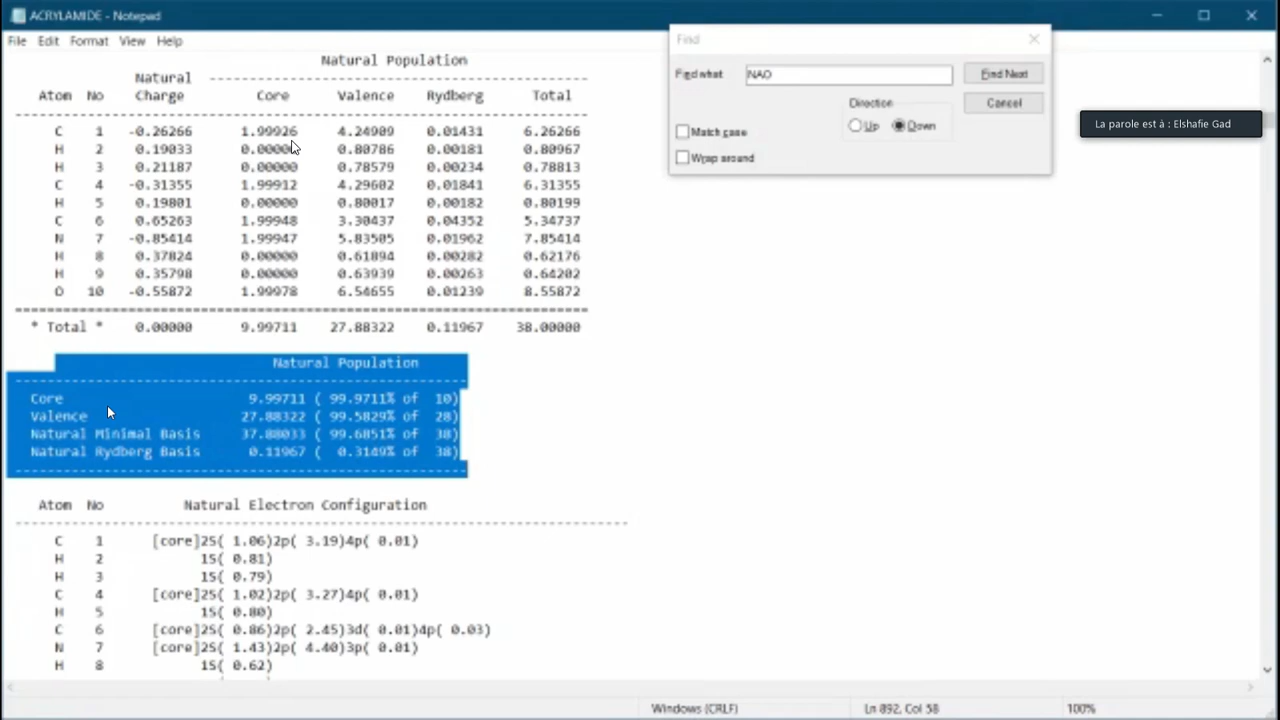 ACRYLAMIDE - Notepad
File Edit Format View Help
Natural Population
Natural
Atom No Charge Core Valence Rydberg Total
C 1 -0.26266 1.99926 4.24909 0.01431 6.26266
H 2 0.19033 0.00000 0.80786 0.00181 0.80967
H 3 0.21187 0.00000 0.78579 0.00234 0.78813
C 4 -0.31355 1.99912 4.29602 0.01841 6.31355
H 5 0.19801 0.00000 0.80017 0.00182 0.80199
C 6 0.65263 1.99948 3.30437 0.04352 5.34737
N 7 -0.85414 1.99947 5.83505 0.01962 7.85414
H 8 0.37824 0.00000 0.61894 0.00282 0.62176
H 9 0.35798 0.00000 0.63939 0.00263 0.64202
O 10 -0.55872 1.99978 6.54655 0.01239 8.55872
* Total * 0.00000 9.99711 27.88322 0.11967 38.00000
Natural Population
Core 9.99711 ( 99.9711% of 10)
Valence 27.88322 ( 99.5829% of 28)
Natural Minimal Basis 37.88033 ( 99.6851% of 38)
Natural Rydberg Basis 0.11967 ( 0.3149% of 38)
Atom No Natural Electron Configuration
C 1 [core]2S( 1.06)2p( 3.19)4p( 0.01)
H 2 1S( 0.81)
H 3 1S( 0.79)
C 4 [core]2S( 1.02)2p( 3.27)4p( 0.01)
H 5 1S( 0.80)
C 6 [core]2S( 0.86)2p( 2.45)3d( 0.01)4p( 0.03)
N 7 [core]2S( 1.43)2p( 4.40)3p( 0.01)
H 8 1S( 0.62)
Find
Find what NAO Find Next
Direction Cancel
Up Down
Match case
Wrap around
La parole est à : Elshafie Gad
Windows (CRLF) Ln 892, Col 58 100%